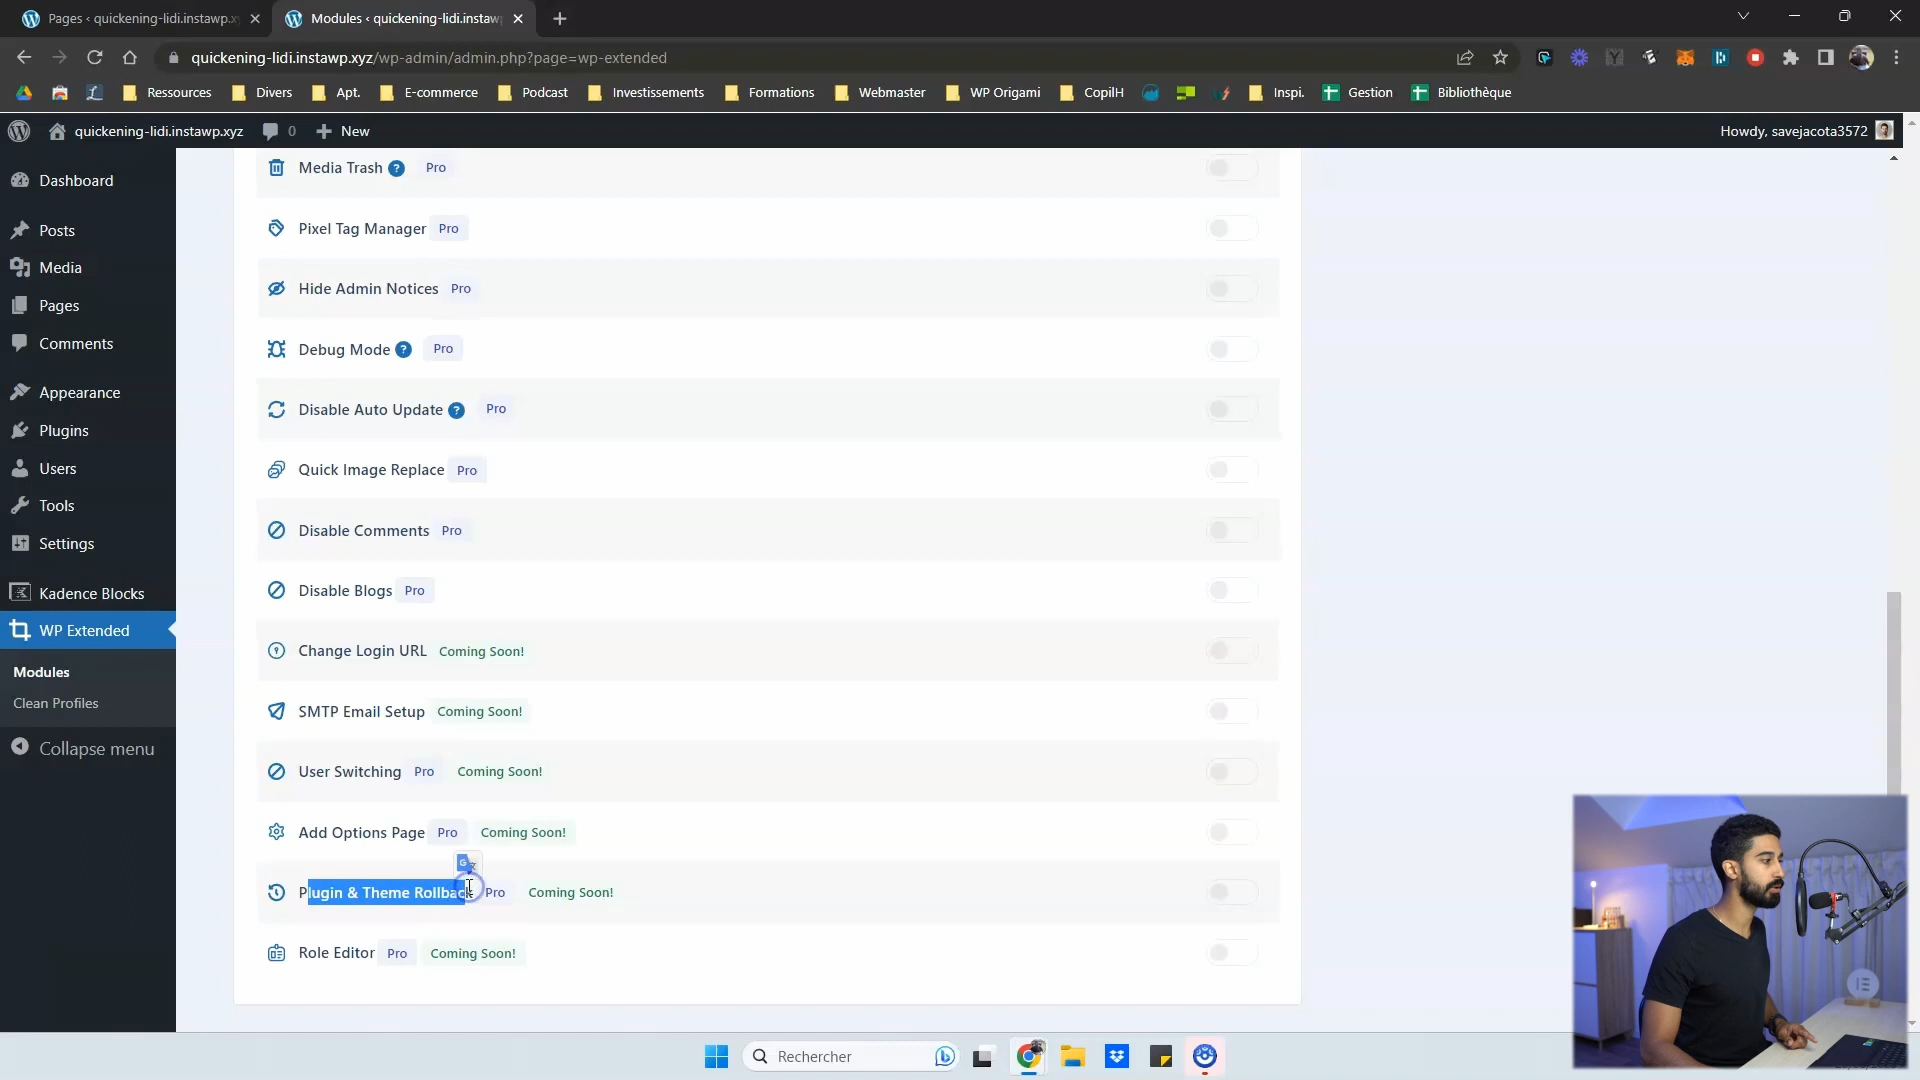 Pages ‹ quickening-lidi.instawp.x
Modules ‹ quickening-lidi.instaw
quickening-lidi.instawp.xyz/wp-admin/admin.php?page=wp-extended
Ressources
Divers
Apt.
E-commerce
Podcast
Investissements
Formations
Webmaster
WP Origami
CopilH
Inspi.
Gestion
Bibliothèque
quickening-lidi.instawp.xyz
0
New
Howdy, savejacota3572
Dashboard
Posts
Media
Pages
Comments
Appearance
Plugins
Users
Tools
Settings
Kadence Blocks
WP Extended
Modules
Clean Profiles
Collapse menu
Media Trash ? Pro
Pixel Tag Manager Pro
Hide Admin Notices Pro
Debug Mode ? Pro
Disable Auto Update ? Pro
Quick Image Replace Pro
Disable Comments Pro
Disable Blogs Pro
Change Login URL Coming Soon!
SMTP Email Setup Coming Soon!
User Switching Pro Coming Soon!
Add Options Page Pro Coming Soon!
Plugin & Theme Rollback Pro Coming Soon!
Role Editor Pro Coming Soon!
Rechercher